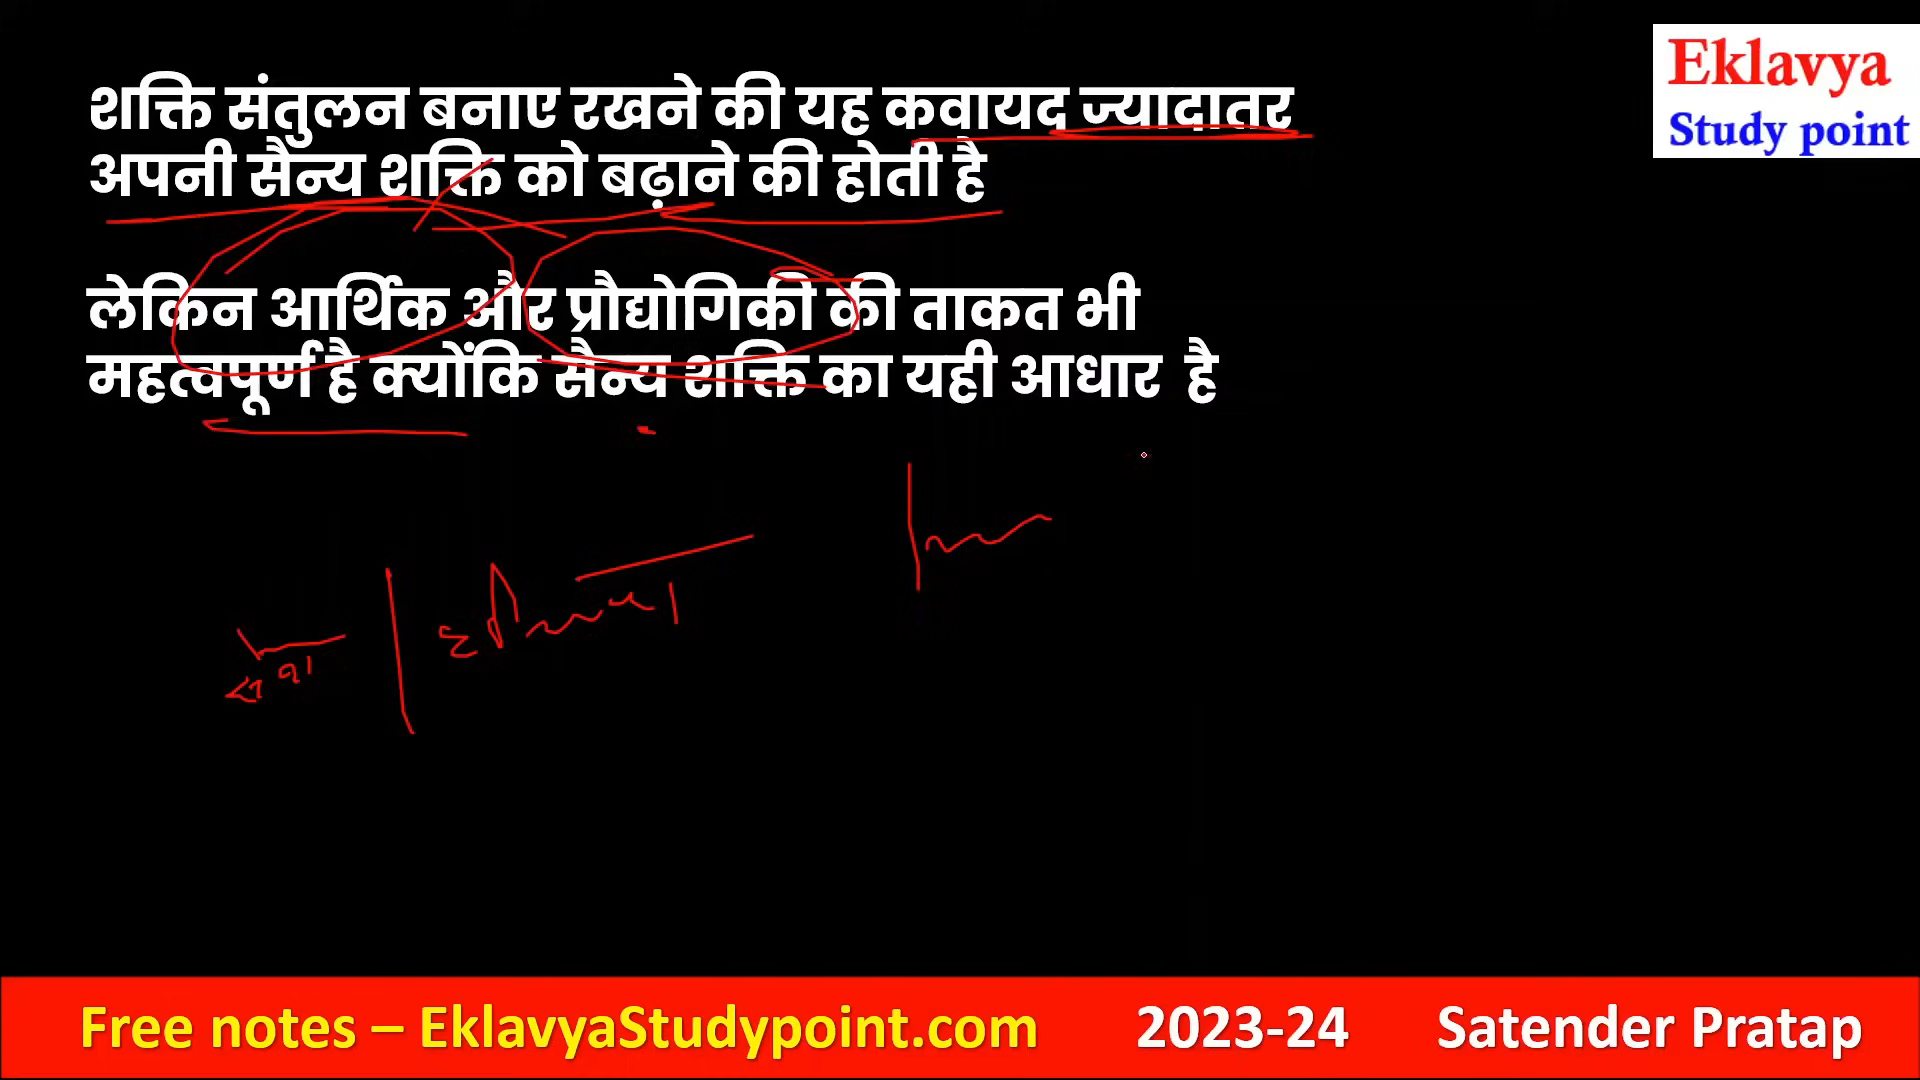 शक्ति संतुलन बनाए रखने की यह कवायद ज्यादातर
अपनी सैन्य शक्ति को बढ़ाने की होती है
लेकिन आर्थिक और प्रौद्योगिकी की ताकत भी
महत्वपूर्ण है क्योंकि सैन्य शक्ति का यही आधार है
Eklavya
Study point
Free notes – EklavyaStudypoint.com 2023-24 Satender Pratap